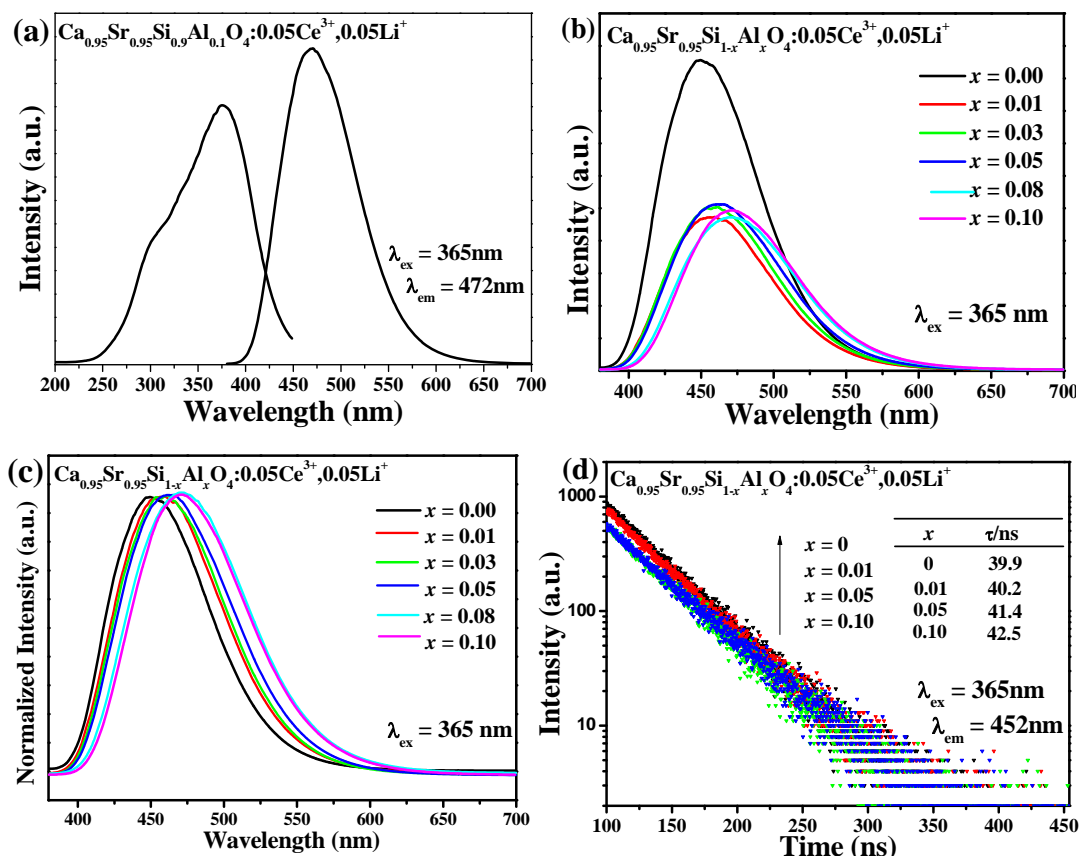 (a)
Ca₀.₉₅Sr₀.₉₅Si₀.₉Al₀.₁O₄:0.05Ce³⁺,0.05Li⁺
λex = 365nm
λem = 472nm
Intensity (a.u.)
200 250 300 350 400 450 500 550 600 650 700
Wavelength (nm)
(b)
Ca₀.₉₅Sr₀.₉₅Si₁₋ₓAlₓO₄:0.05Ce³⁺,0.05Li⁺
x = 0.00
x = 0.01
x = 0.03
x = 0.05
x = 0.08
x = 0.10
λex = 365 nm
Intensity (a.u.)
400 450 500 550 600 650 700
Wavelength (nm)
(c)
Ca₀.₉₅Sr₀.₉₅Si₁₋ₓAlₓO₄:0.05Ce³⁺,0.05Li⁺
x = 0.00
x = 0.01
x = 0.03
x = 0.05
x = 0.08
x = 0.10
λex = 365 nm
Normalized Intensity (a.u.)
400 450 500 550 600 650 700
Wavelength (nm)
(d)
Ca₀.₉₅Sr₀.₉₅Si₁₋ₓAlₓO₄:0.05Ce³⁺,0.05Li⁺
1000
100
10
Intensity (a.u.)
x = 0
x = 0.01
x = 0.05
x = 0.10
x τ/ns
0 39.9
0.01 40.2
0.05 41.4
0.10 42.5
λex = 365nm
λem = 452nm
100 150 200 250 300 350 400 450
Time (ns)